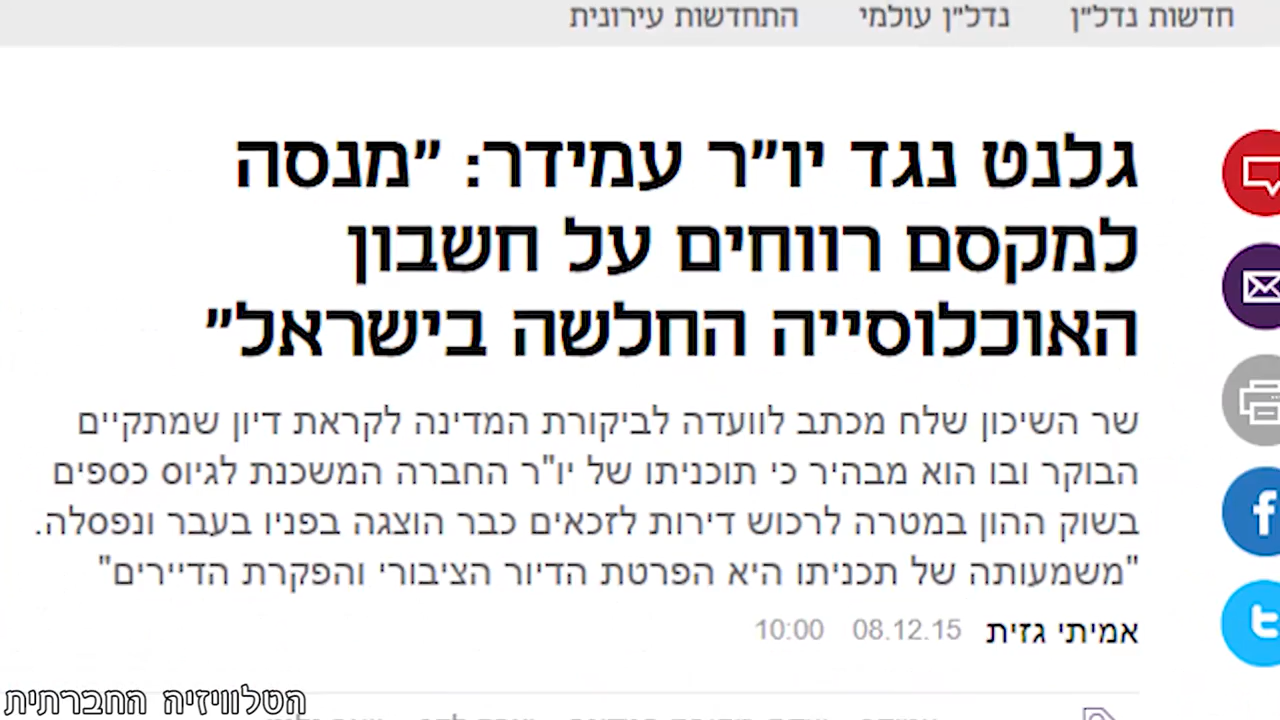 חדשות נדל"ן נדל"ן עולמי התחדשות עירונית
גלנט נגד יו"ר עמידר: "מנסה
למקסם רווחים על חשבון
האוכלוסייה החלשה בישראל"
שר השיכון שלח מכתב לוועדה לביקורת המדינה לקראת דיון שמתקיים
הבוקר ובו הוא מבהיר כי תוכניתו של יו"ר החברה המשכנת לגיוס כספים
בשוק ההון במטרה לרכוש דירות לזכאים כבר הוצגה בפניו בעבר ונפסלה.
"משמעותה של תכניתו היא הפרטת הדיור הציבורי והפקרת הדיירים"
אמיתי גזית 08.12.15 10:00
הטלוויזיה החברתית